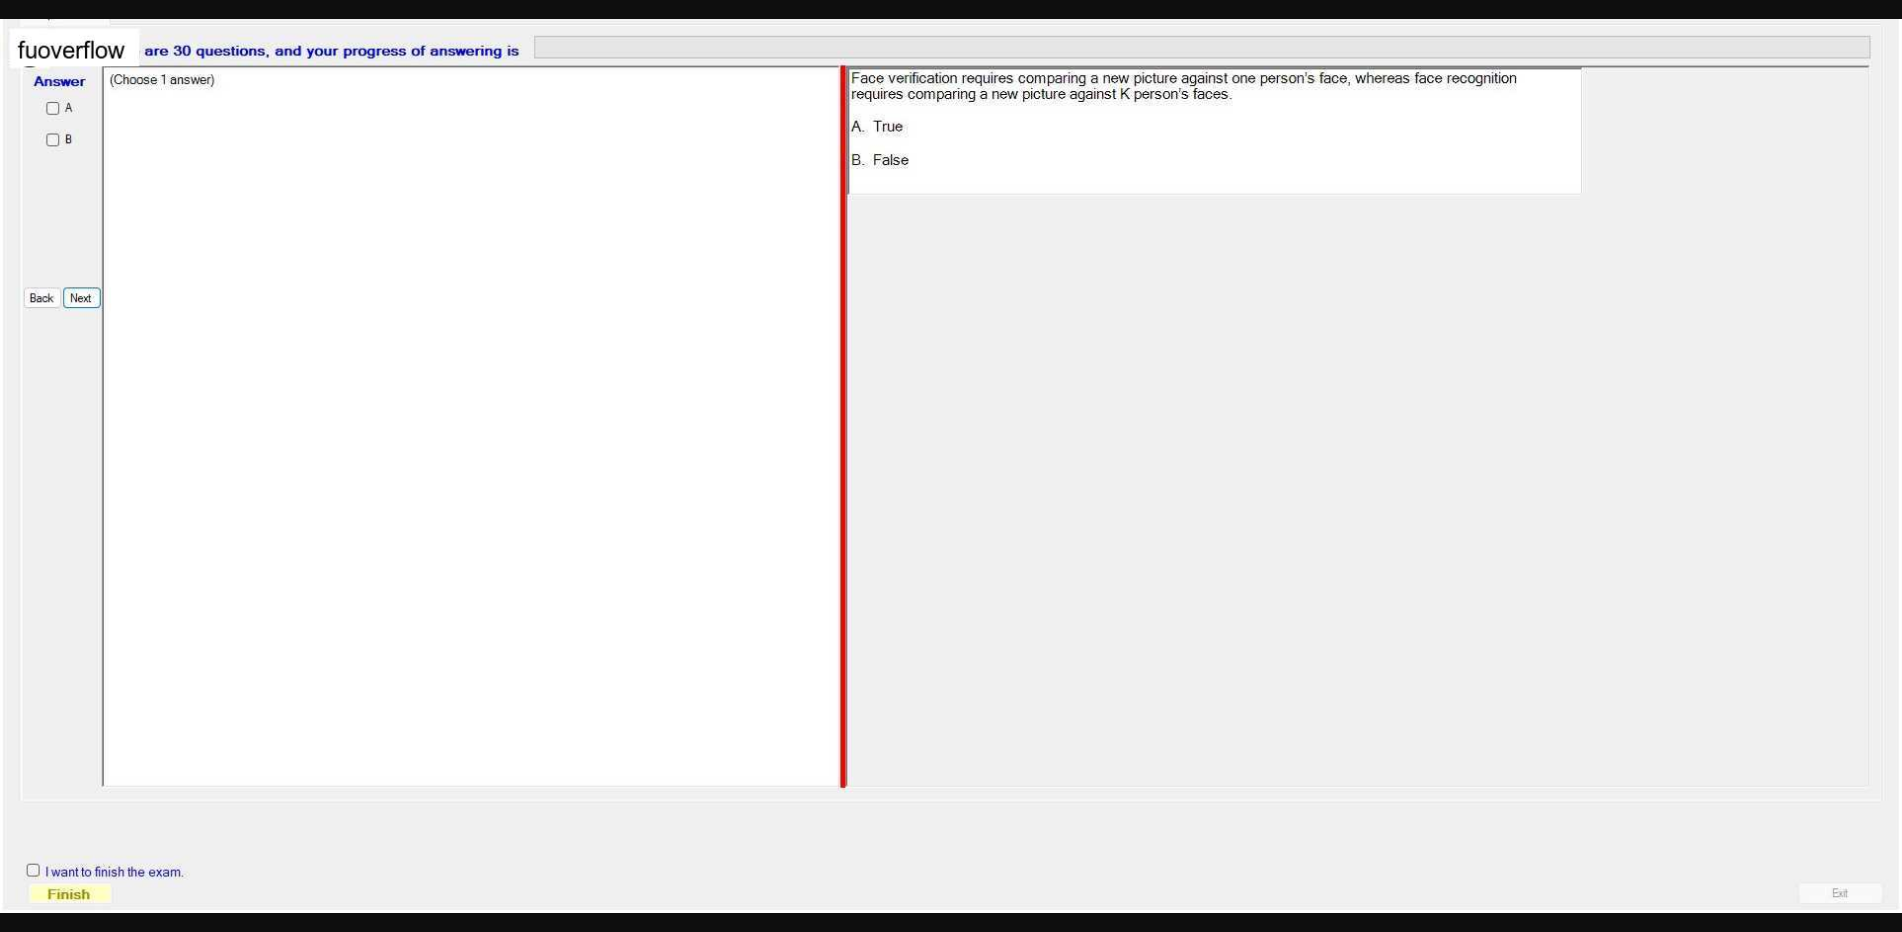 fuoverflow are 30 questions, and your progress of answering is
Answer
(Choose 1 answer)
A
B
Back Next
Face verification requires comparing a new picture against one person's face, whereas face recognition
requires comparing a new picture against K person's faces.
A. True
B. False
I want to finish the exam.
Finish
Exit